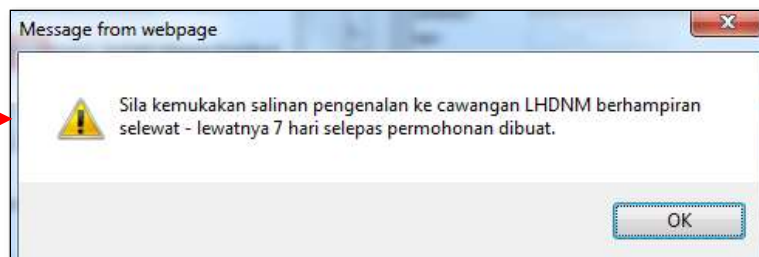 Message from webpage
Sila kemukakan salinan pengenalan ke cawangan LHDNM berhampiran
selewat - lewatnya 7 hari selepas permohonan dibuat.
OK